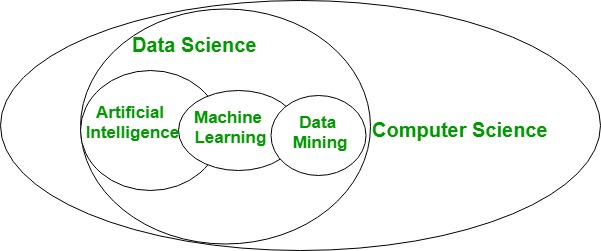 Data Science
Artificial
Intelligence
Machine
Learning
Data
Mining
Computer Science